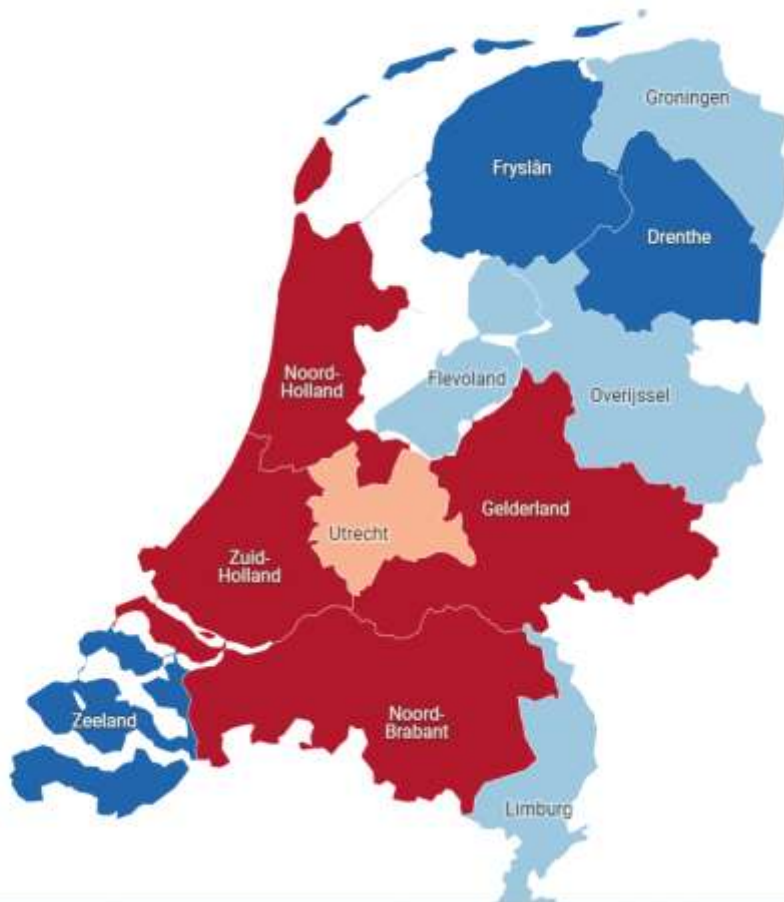 Groningen
Fryslân
Drenthe
Noord-
Holland
Flevoland
Overijssel
Gelderland
Utrecht
Zuid-
Holland
Zeeland
Noord-
Brabant
Limburg